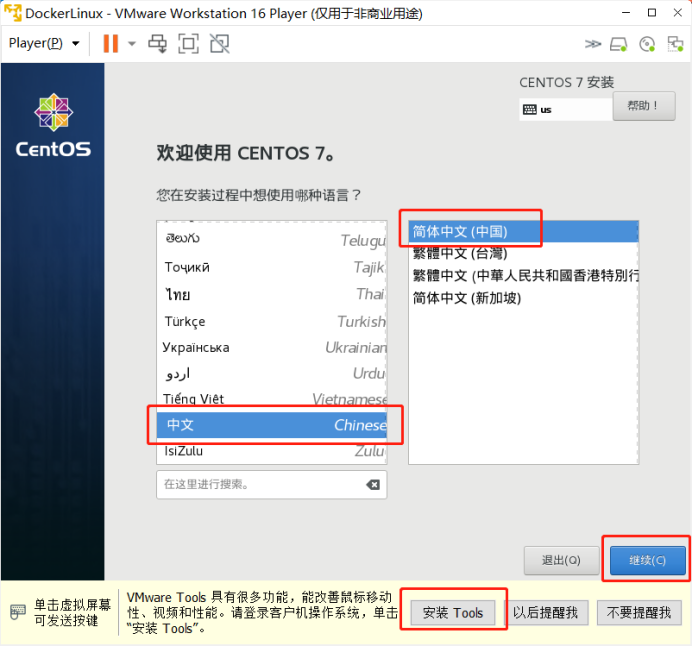 DockerLinux - VMware Workstation 16 Player (仅用于非商业用途)
Player(P)
CENTOS 7 安装
us
帮助！
CentOS
欢迎使用 CENTOS 7。
您在安装过程中想使用哪种语言？
తెలుగు Telugu
Тоҷикӣ Tajik
ไทย Thai
Türkçe Turkish
Українська Ukrainian
اردو Urdu
Tiếng Việt Vietnamese
中文 Chinese
IsiZulu Zulu
简体中文 (中国)
繁體中文 (台灣)
繁體中文 (中華人民共和國香港特別行
简体中文 (新加坡)
在这里进行搜索。
退出(Q)
继续(C)
单击虚拟屏幕
可发送按键
VMware Tools 具有很多功能，能改善鼠标移动
性、视频和性能。请登录客户机操作系统，单击
“安装 Tools”。
安装 Tools
以后提醒我
不要提醒我